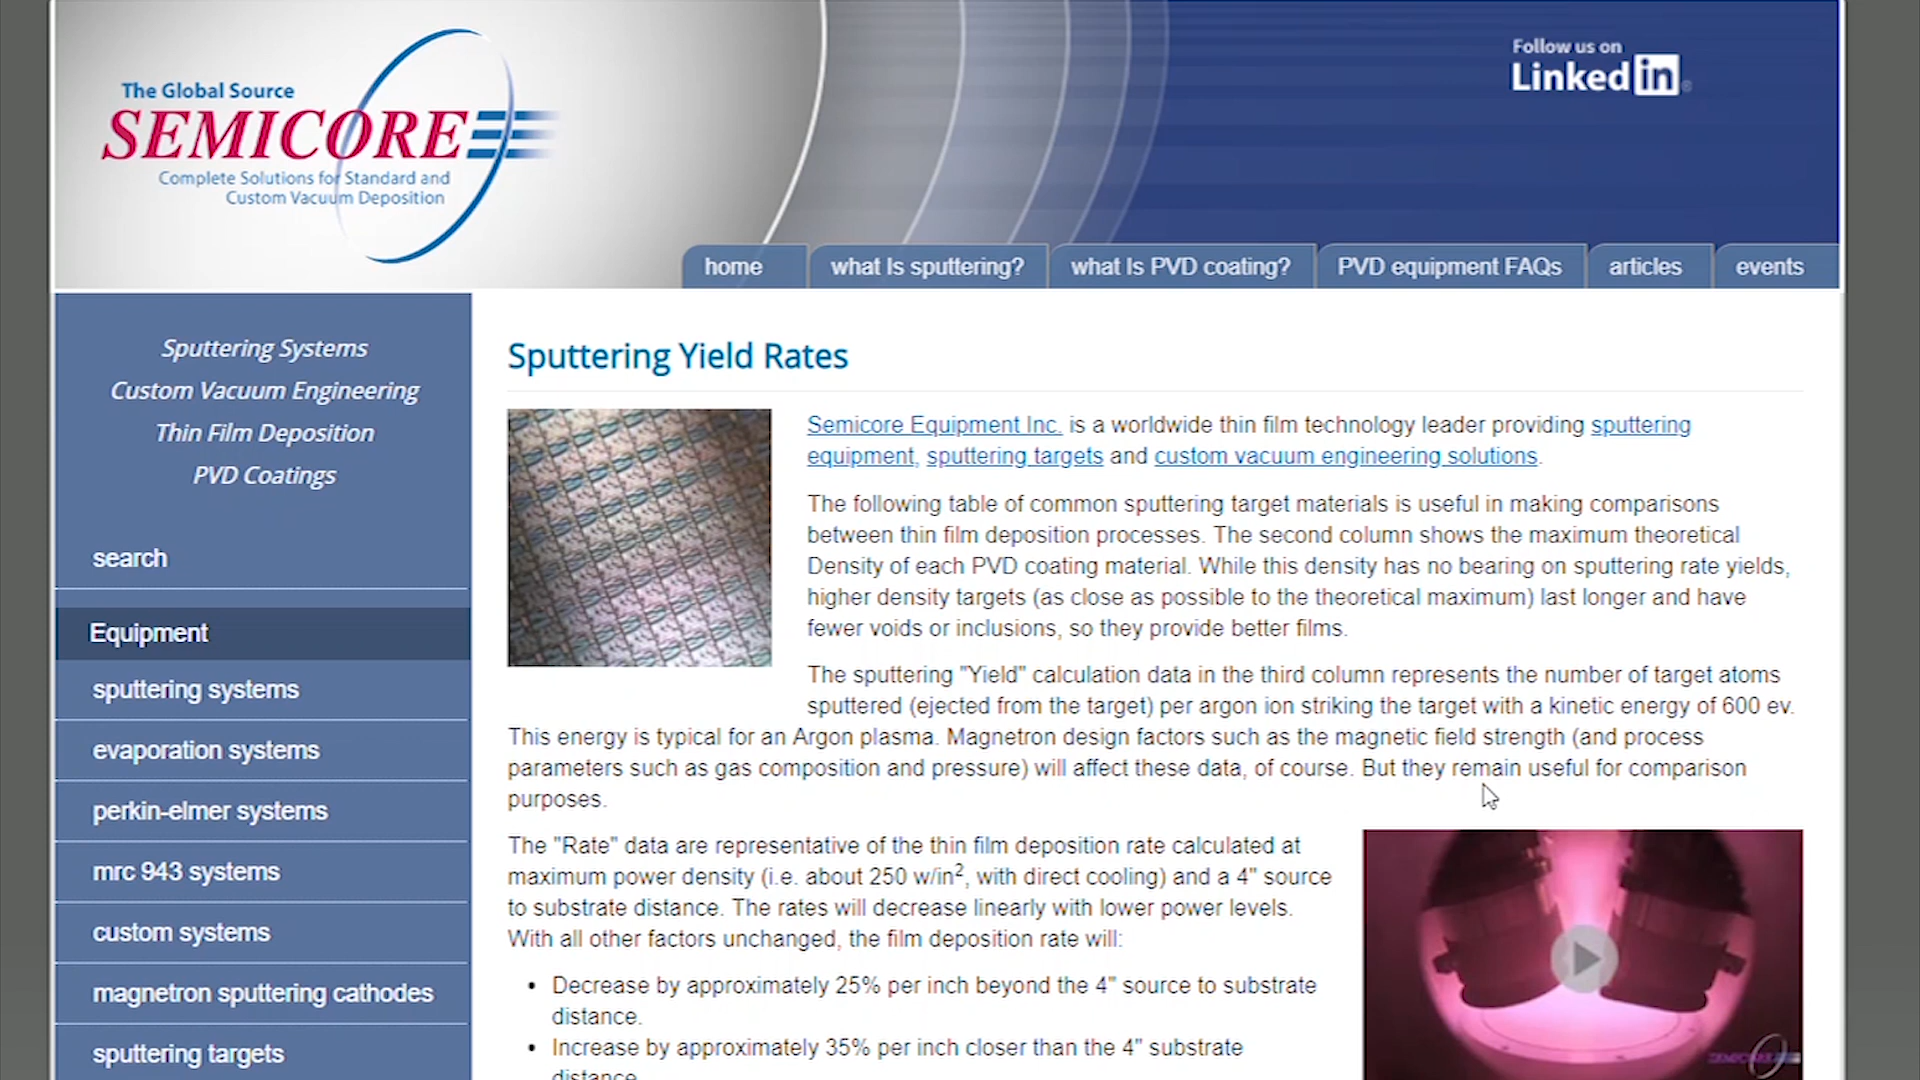 The Global Source
SEMICORE
Complete Solutions for Standard and
Custom Vacuum Deposition
Follow us on
Linked in
home
what Is sputtering?
what Is PVD coating?
PVD equipment FAQs
articles
events
Sputtering Systems
Custom Vacuum Engineering
Thin Film Deposition
PVD Coatings
search
Equipment
sputtering systems
evaporation systems
perkin-elmer systems
mrc 943 systems
custom systems
magnetron sputtering cathodes
sputtering targets
Sputtering Yield Rates
Semicore Equipment Inc. is a worldwide thin film technology leader providing sputtering
equipment, sputtering targets and custom vacuum engineering solutions.
The following table of common sputtering target materials is useful in making comparisons
between thin film deposition processes. The second column shows the maximum theoretical
Density of each PVD coating material. While this density has no bearing on sputtering rate yields,
higher density targets (as close as possible to the theoretical maximum) last longer and have
fewer voids or inclusions, so they provide better films.
The sputtering "Yield" calculation data in the third column represents the number of target atoms
sputtered (ejected from the target) per argon ion striking the target with a kinetic energy of 600 ev.
This energy is typical for an Argon plasma. Magnetron design factors such as the magnetic field strength (and process
parameters such as gas composition and pressure) will affect these data, of course. But they remain useful for comparison
purposes.
The "Rate" data are representative of the thin film deposition rate calculated at
maximum power density (i.e. about 250 w/in², with direct cooling) and a 4" source
to substrate distance. The rates will decrease linearly with lower power levels.
With all other factors unchanged, the film deposition rate will:
• Decrease by approximately 25% per inch beyond the 4" source to substrate
distance.
• Increase by approximately 35% per inch closer than the 4" substrate
distance
SEMICORE